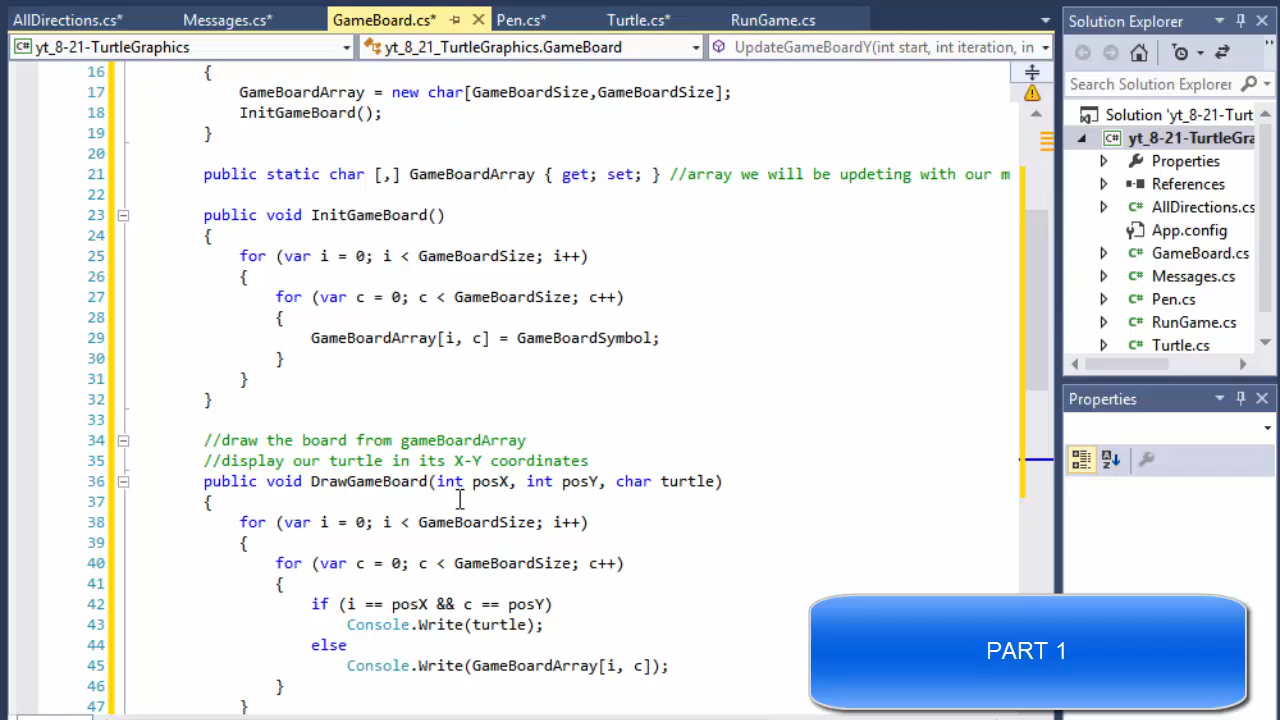 AllDirections.cs*
Messages.cs*
GameBoard.cs*
Pen.cs*
Turtle.cs*
RunGame.cs
yt_8-21-TurtleGraphics
yt_8_21_TurtleGraphics.GameBoard
UpdateGameBoardY(int start, int iteration, in
16 {
17 GameBoardArray = new char[GameBoardSize,GameBoardSize];
18 InitGameBoard();
19 }
20
21 public static char [,] GameBoardArray { get; set; } //array we will be updeting with our m
22
23 public void InitGameBoard()
24 {
25 for (var i = 0; i < GameBoardSize; i++)
26 {
27 for (var c = 0; c < GameBoardSize; c++)
28 {
29 GameBoardArray[i, c] = GameBoardSymbol;
30 }
31 }
32 }
33
34 //draw the board from gameBoardArray
35 //display our turtle in its X-Y coordinates
36 public void DrawGameBoard(int posX, int posY, char turtle)
37 {
38 for (var i = 0; i < GameBoardSize; i++)
39 {
40 for (var c = 0; c < GameBoardSize; c++)
41 {
42 if (i == posX && c == posY)
43 Console.Write(turtle);
44 else
45 Console.Write(GameBoardArray[i, c]);
46 }
47 }
Solution Explorer
Search Solution Explorer
Solution 'yt_8-21-Turt
yt_8-21-TurtleGra
Properties
References
AllDirections.cs
App.config
GameBoard.cs
Messages.cs
Pen.cs
RunGame.cs
Turtle.cs
Properties
PART 1